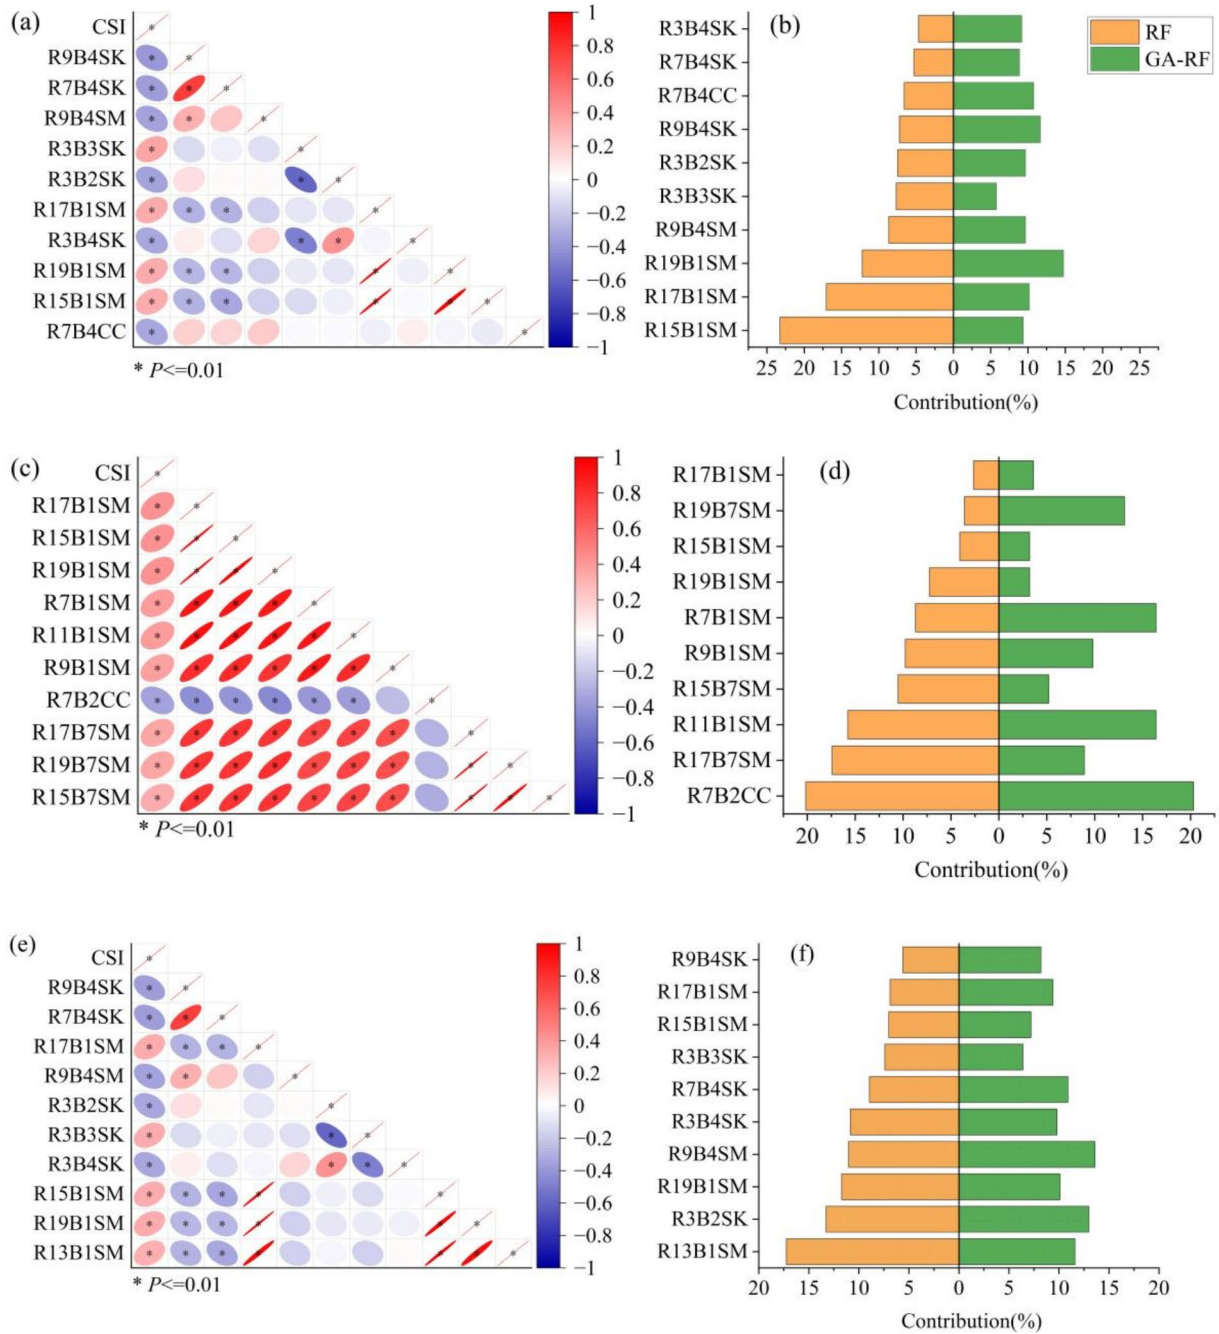 (a)
CSI
R9B4SK
R7B4SK
R9B4SM
R3B3SK
R3B2SK
R17B1SM
R3B4SK
R19B1SM
R15B1SM
R7B4CC
* P<=0.01
1
0.8
0.6
0.4
0.2
0
−0.2
−0.4
−0.6
−0.8
−1
(b)
RF
GA-RF
R3B4SK
R7B4SK
R7B4CC
R9B4SK
R3B2SK
R3B3SK
R9B4SM
R19B1SM
R17B1SM
R15B1SM
25 20 15 10 5 0 5 10 15 20 25
Contribution(%)
(c)
CSI
R17B1SM
R15B1SM
R19B1SM
R7B1SM
R11B1SM
R9B1SM
R7B2CC
R17B7SM
R19B7SM
R15B7SM
* P<=0.01
1
0.8
0.6
0.4
0.2
0
−0.2
−0.4
−0.6
−0.8
−1
(d)
R17B1SM
R19B7SM
R15B1SM
R19B1SM
R7B1SM
R9B1SM
R15B7SM
R11B1SM
R17B7SM
R7B2CC
20 15 10 5 0 5 10 15 20
Contribution(%)
(e)
CSI
R9B4SK
R7B4SK
R17B1SM
R9B4SM
R3B2SK
R3B3SK
R3B4SK
R15B1SM
R19B1SM
R13B1SM
* P<=0.01
1
0.8
0.6
0.4
0.2
0
−0.2
−0.4
−0.6
−0.8
−1
(f)
R9B4SK
R17B1SM
R15B1SM
R3B3SK
R7B4SK
R3B4SK
R9B4SM
R19B1SM
R3B2SK
R13B1SM
20 15 10 5 0 5 10 15 20
Contribution(%)